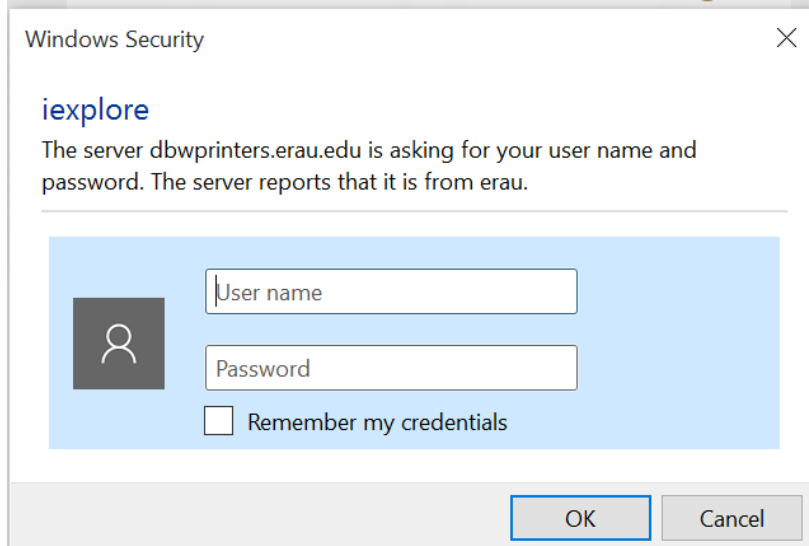 Windows Security
iexplore
The server dbwprinters.erau.edu is asking for your user name and
password. The server reports that it is from erau.
User name
Password
Remember my credentials
OK
Cancel